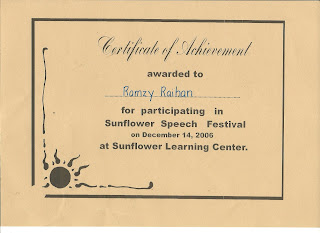 Certificate of Achievement
awarded to
Ramzy Raihan
for participating in
Sunflower Speech Festival
on December 14, 2006
at Sunflower Learning Center.